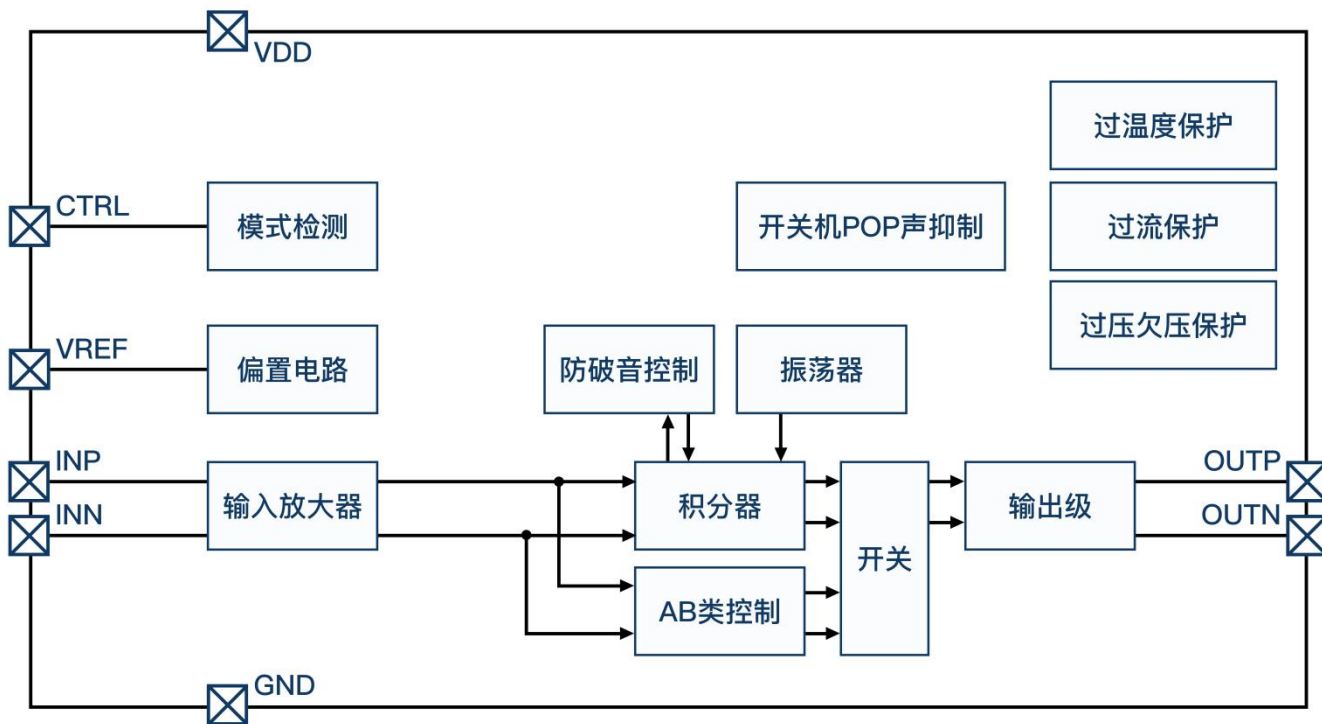 VDD
过温度保护
CTRL
模式检测
开关机POP声抑制
过流保护
VREF
偏置电路
防破音控制
振荡器
过压欠压保护
INP
INN
输入放大器
积分器
开关
输出级
OUTP
OUTN
AB类控制
GND